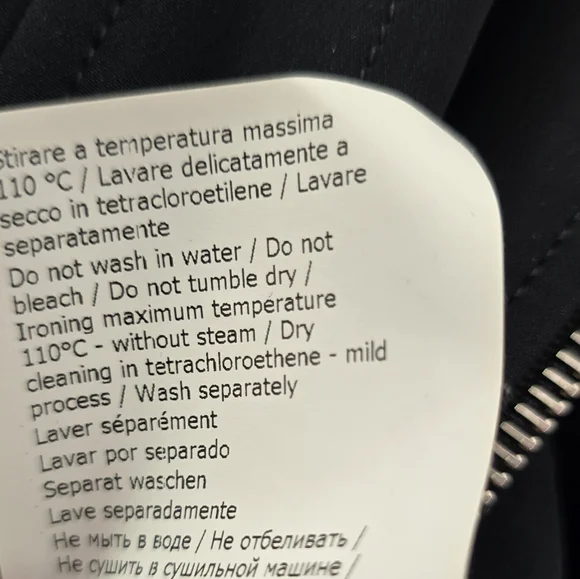 Stirare a temperatura massima
110 °C / Lavare delicatamente a
secco in tetracloroetilene / Lavare
separatamente
Do not wash in water / Do not
bleach / Do not tumble dry /
Ironing maximum temperature
110°C - without steam / Dry
cleaning in tetrachloroethene - mild
process / Wash separately
Laver séparément
Lavar por separado
Separat waschen
Lave separadamente
Не мыть в воде / Не отбеливать /
Не сушить в сушильной машине /